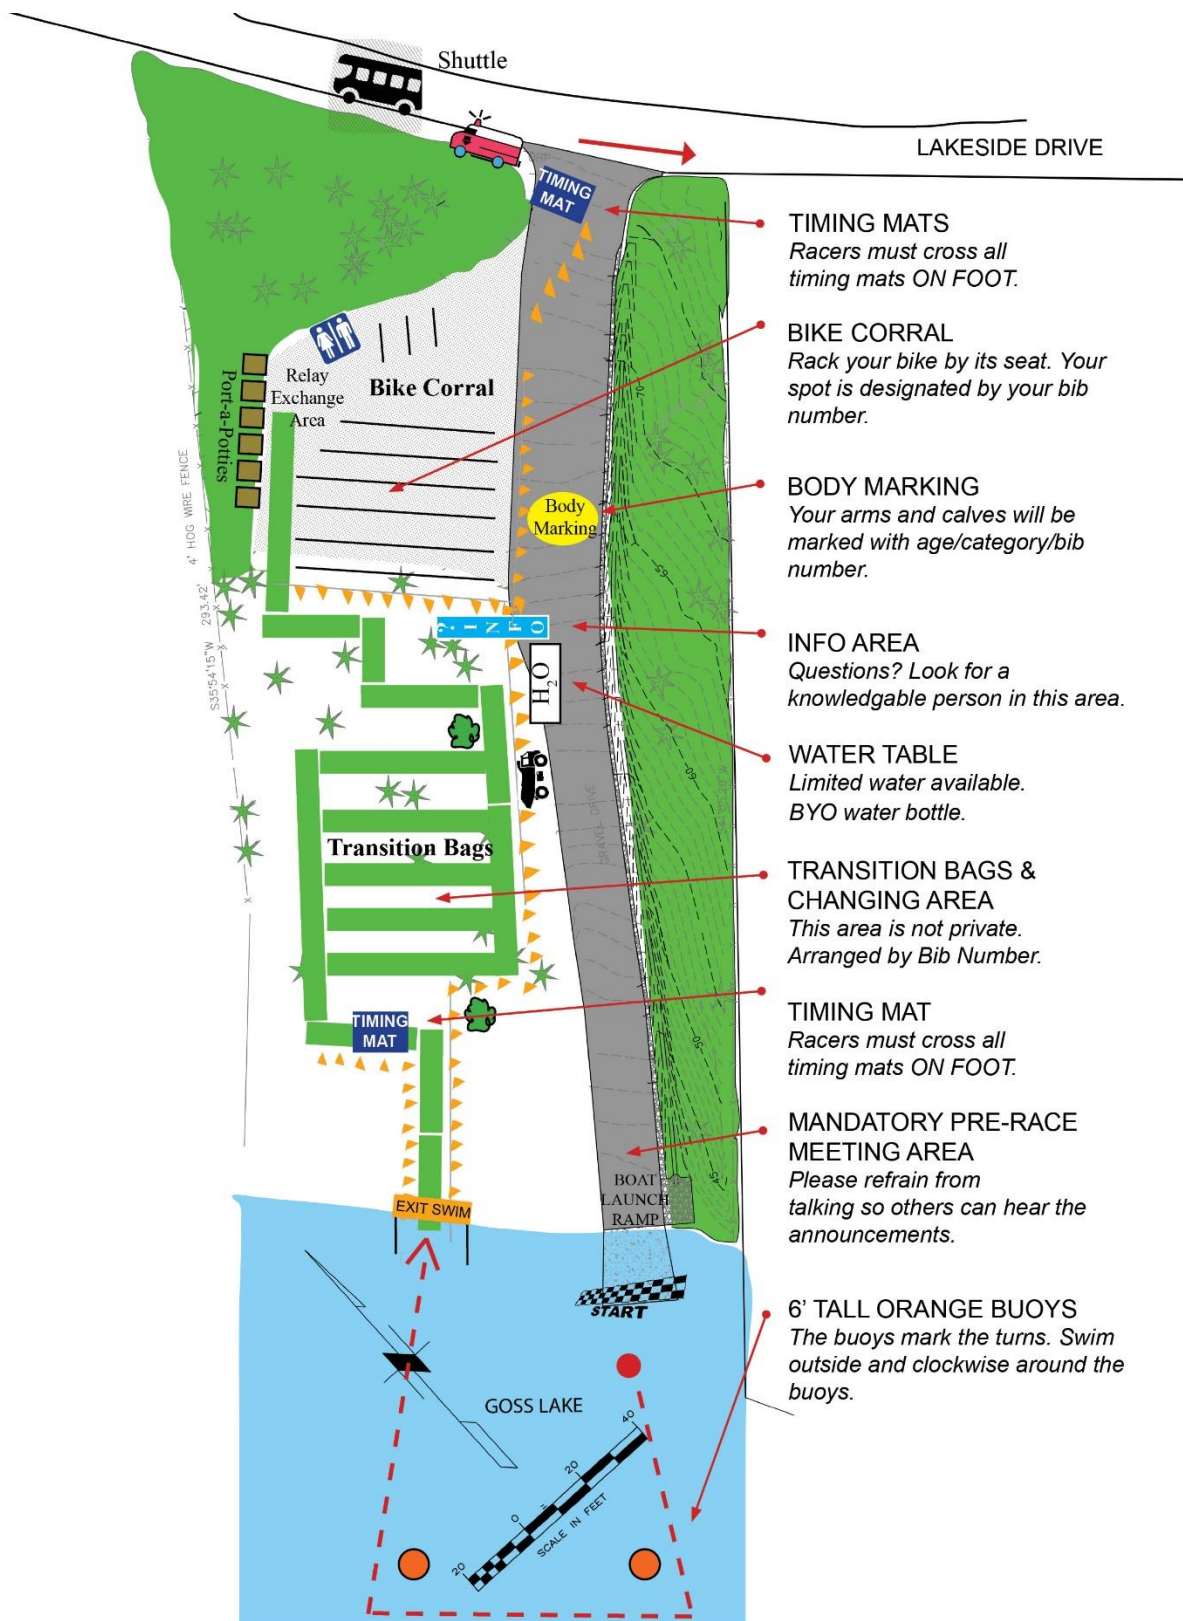 Shuttle
LAKESIDE DRIVE
TIMING
MAT
TIMING MATS
Racers must cross all
timing mats ON FOOT.
BIKE CORRAL
Rack your bike by its seat. Your
spot is designated by your bib
number.
Relay
Exchange
Area
Bike Corral
Port-a-Potties
4' HOG WIRE FENCE
S35°54'15"W 293.42'
70
Body
Marking
BODY MARKING
Your arms and calves will be
marked with age/category/bib
number.
65
?INFO
INFO AREA
Questions? Look for a
knowledgable person in this area.
H2O
60
WATER TABLE
Limited water available.
BYO water bottle.
GRAVEL DRIVE
Transition Bags
TRANSITION BAGS &
CHANGING AREA
This area is not private.
Arranged by Bib Number.
TIMING
MAT
50
TIMING MAT
Racers must cross all
timing mats ON FOOT.
MANDATORY PRE-RACE
MEETING AREA
Please refrain from
talking so others can hear the
announcements.
45
BOAT
LAUNCH
RAMP
EXIT SWIM
START
6' TALL ORANGE BUOYS
The buoys mark the turns. Swim
outside and clockwise around the
buoys.
GOSS LAKE
20 0 20 40
SCALE IN FEET